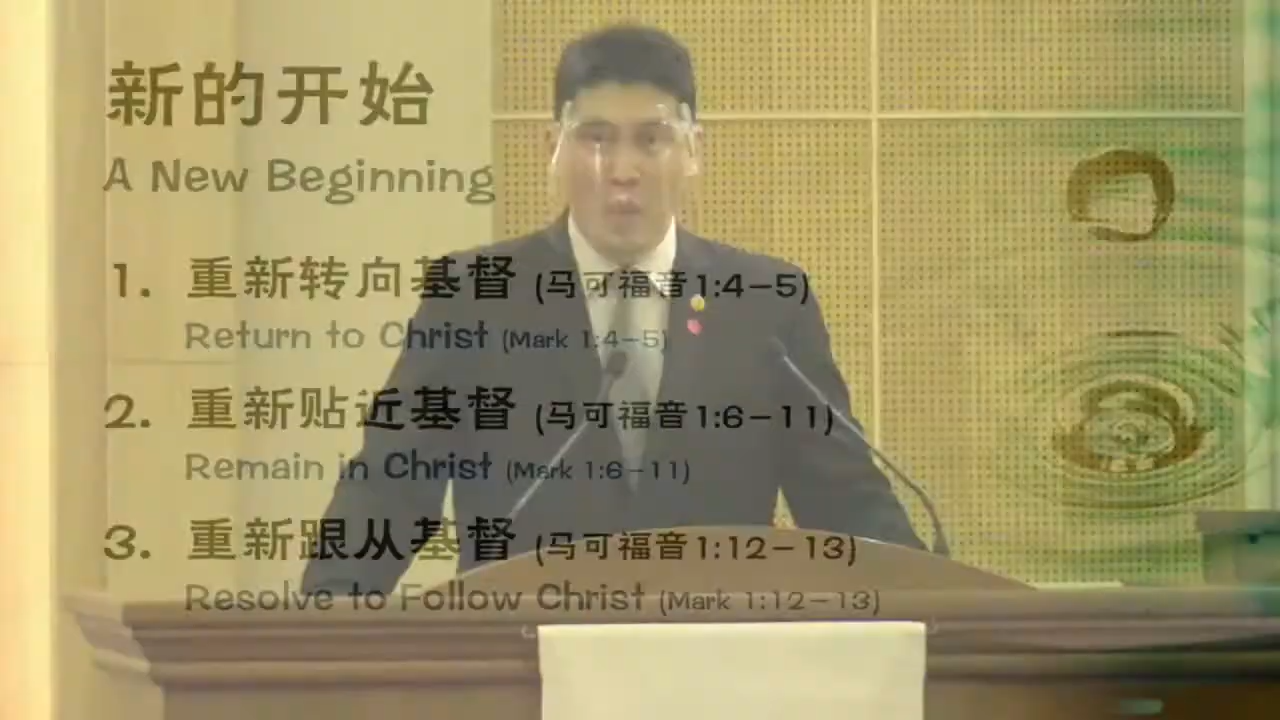 新的开始
A New Beginning
1. 重新转向基督 (马可福音1:4-5)
Return to Christ (Mark 1:4-5)
2. 重新贴近基督 (马可福音1:6-11)
Remain in Christ (Mark 1:6-11)
3. 重新跟从基督 (马可福音1:12-13)
Resolve to Follow Christ (Mark 1:12-13)